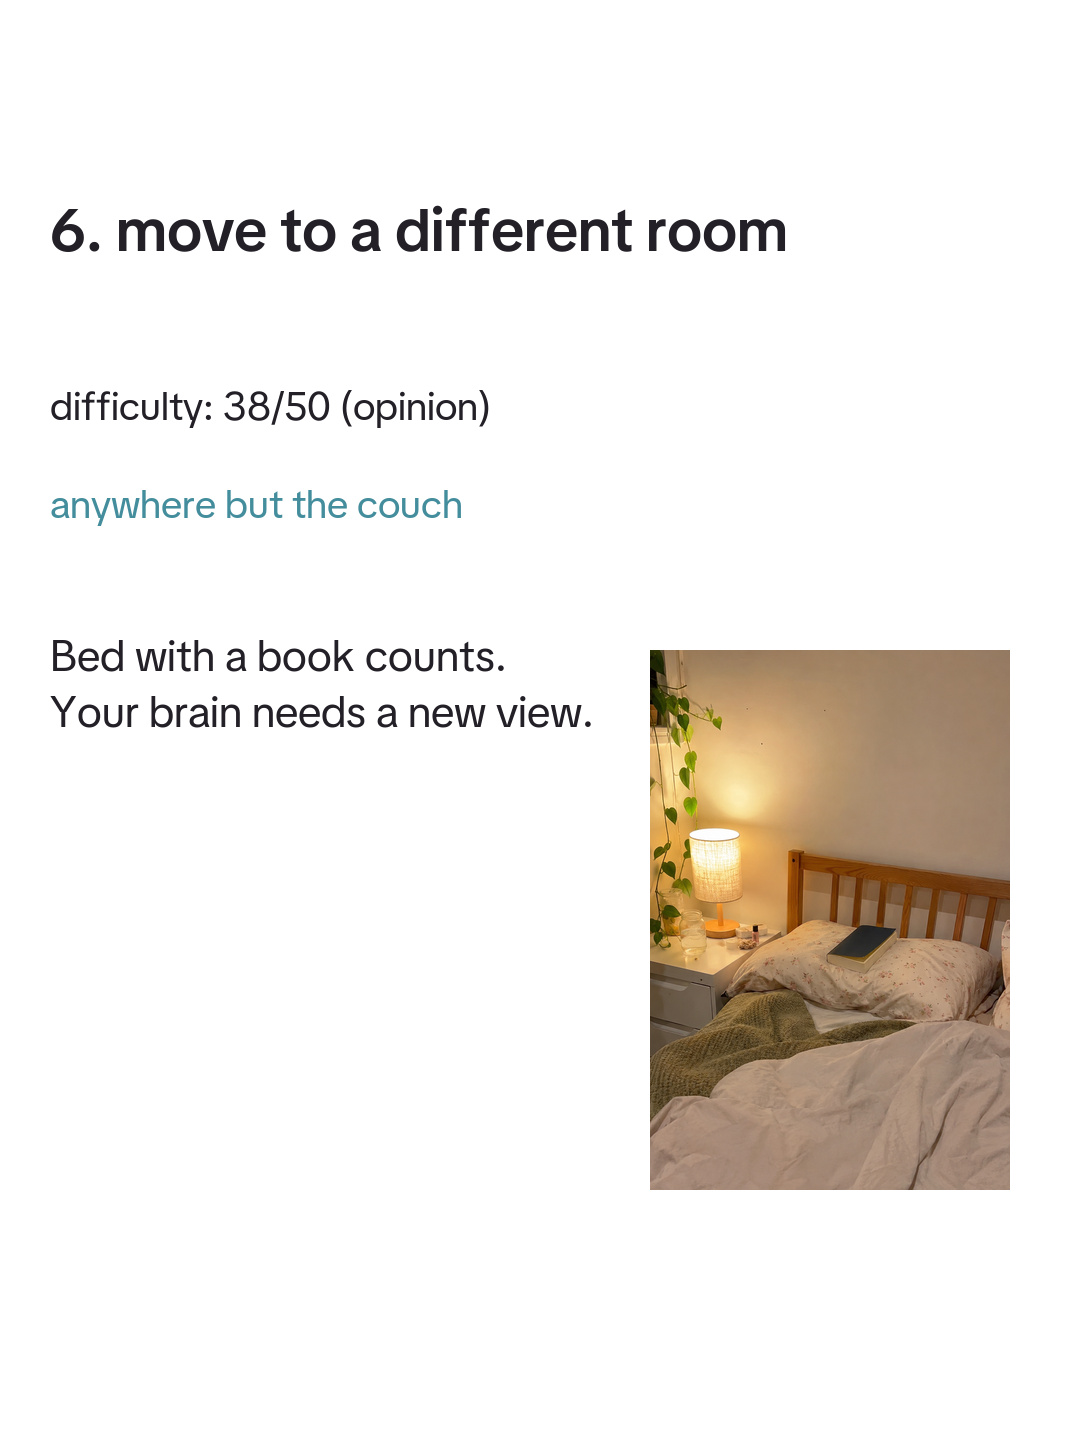 6. move to a different room
difficulty: 38/50 (opinion)
anywhere but the couch
Bed with a book counts.
Your brain needs a new view.